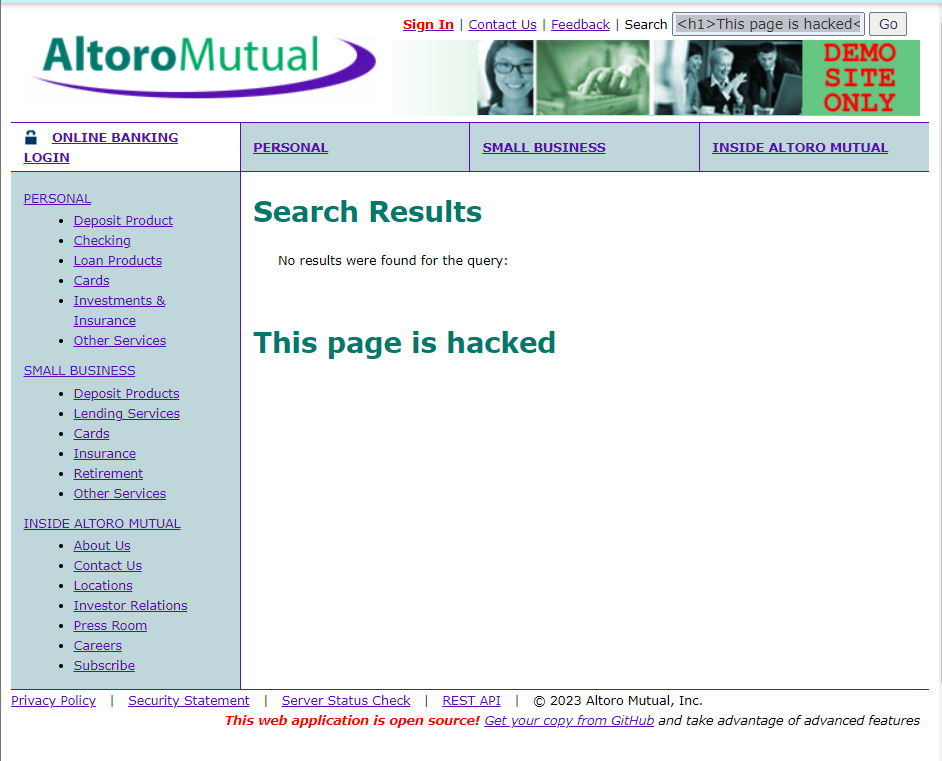 Sign In | Contact Us | Feedback | Search <h1>This page is hacked< Go
AltoroMutual
DEMO
SITE
ONLY
ONLINE BANKING
LOGIN
PERSONAL
SMALL BUSINESS
INSIDE ALTORO MUTUAL
PERSONAL
Deposit Product
Checking
Loan Products
Cards
Investments &
Insurance
Other Services
SMALL BUSINESS
Deposit Products
Lending Services
Cards
Insurance
Retirement
Other Services
INSIDE ALTORO MUTUAL
About Us
Contact Us
Locations
Investor Relations
Press Room
Careers
Subscribe
Search Results
No results were found for the query:
This page is hacked
Privacy Policy | Security Statement | Server Status Check | REST API | © 2023 Altoro Mutual, Inc.
This web application is open source! Get your copy from GitHub and take advantage of advanced features